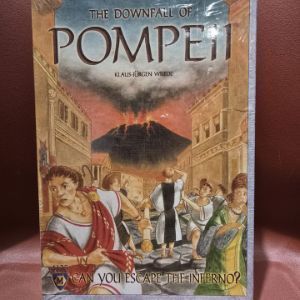 THE DOWNFALL OF
POMPEII
KLAUS-JÜRGEN WREDE
CAN YOU ESCAPE THE INFERNO?